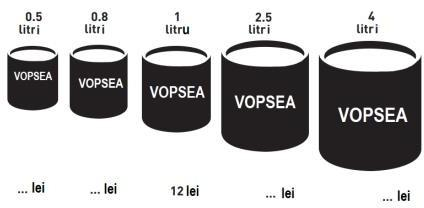 0.5 litri
0.8 litri
1 litru
2.5 litri
4 litri
VOPSEA
VOPSEA
VOPSEA
VOPSEA
VOPSEA
... lei
... lei
12 lei
... lei
... lei